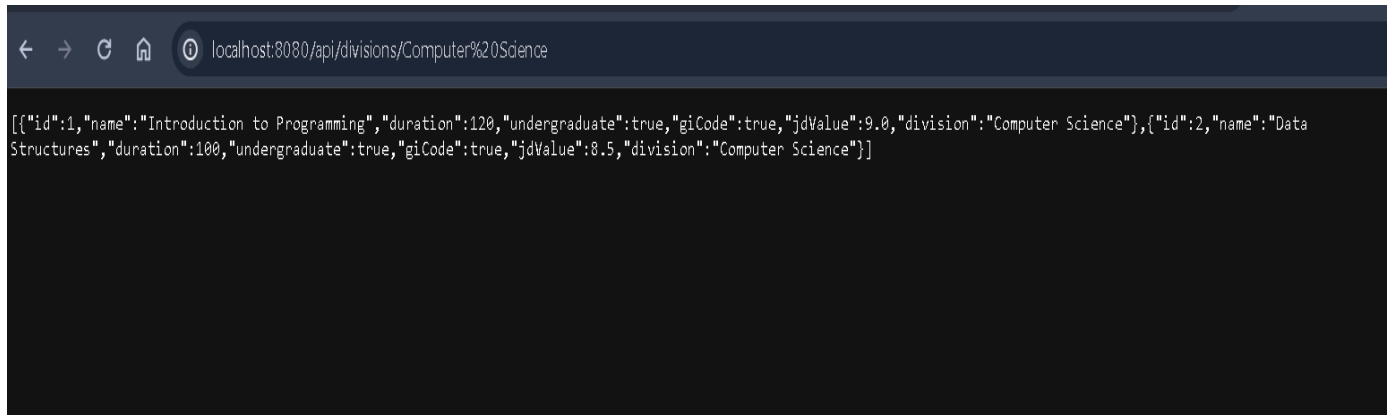 localhost:8080/api/divisions/Computer%20Science
[{"id":1,"name":"Introduction to Programming","duration":120,"undergraduate":true,"giCode":true,"jdValue":9.0,"division":"Computer Science"},{"id":2,"name":"Data
Structures","duration":100,"undergraduate":true,"giCode":true,"jdValue":8.5,"division":"Computer Science"}]